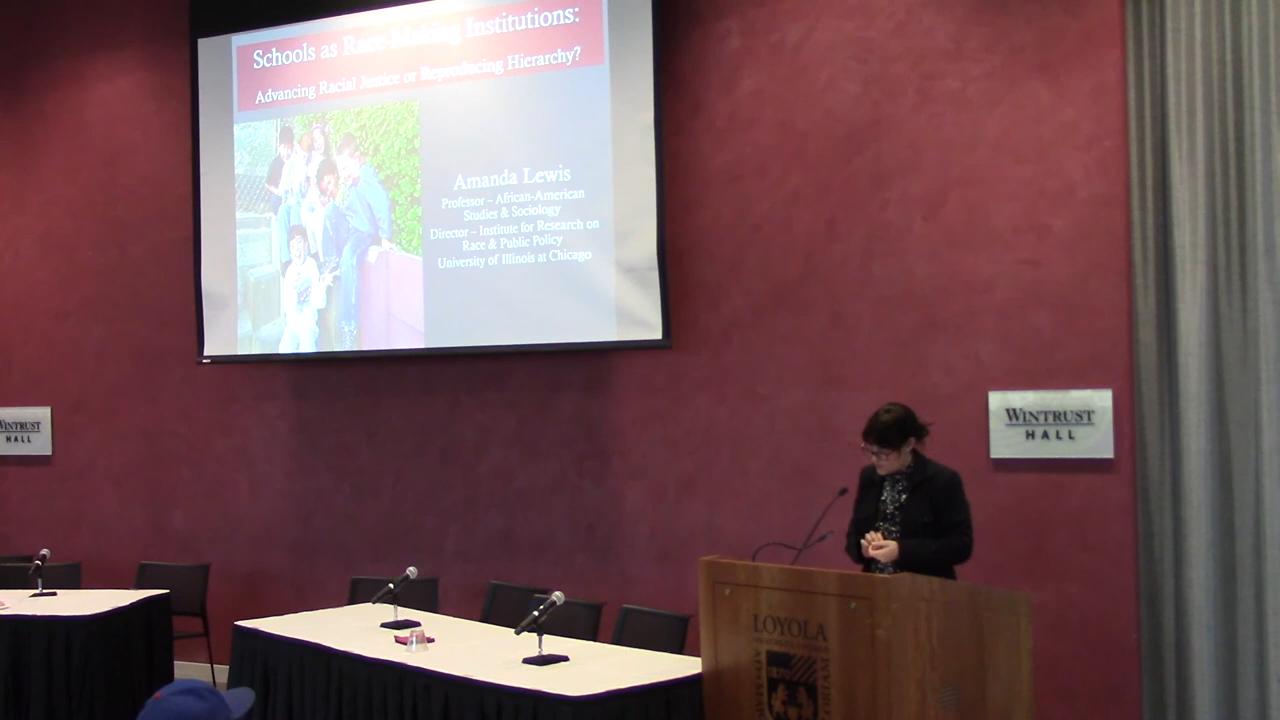 Schools as Race-Making Institutions:
Advancing Racial Justice or Reproducing Hierarchy?
Amanda Lewis
Professor – African-American
Studies & Sociology
Director – Institute for Research on
Race & Public Policy
University of Illinois at Chicago
WINTRUST
HALL
WINTRUST
HALL
LOYOLA